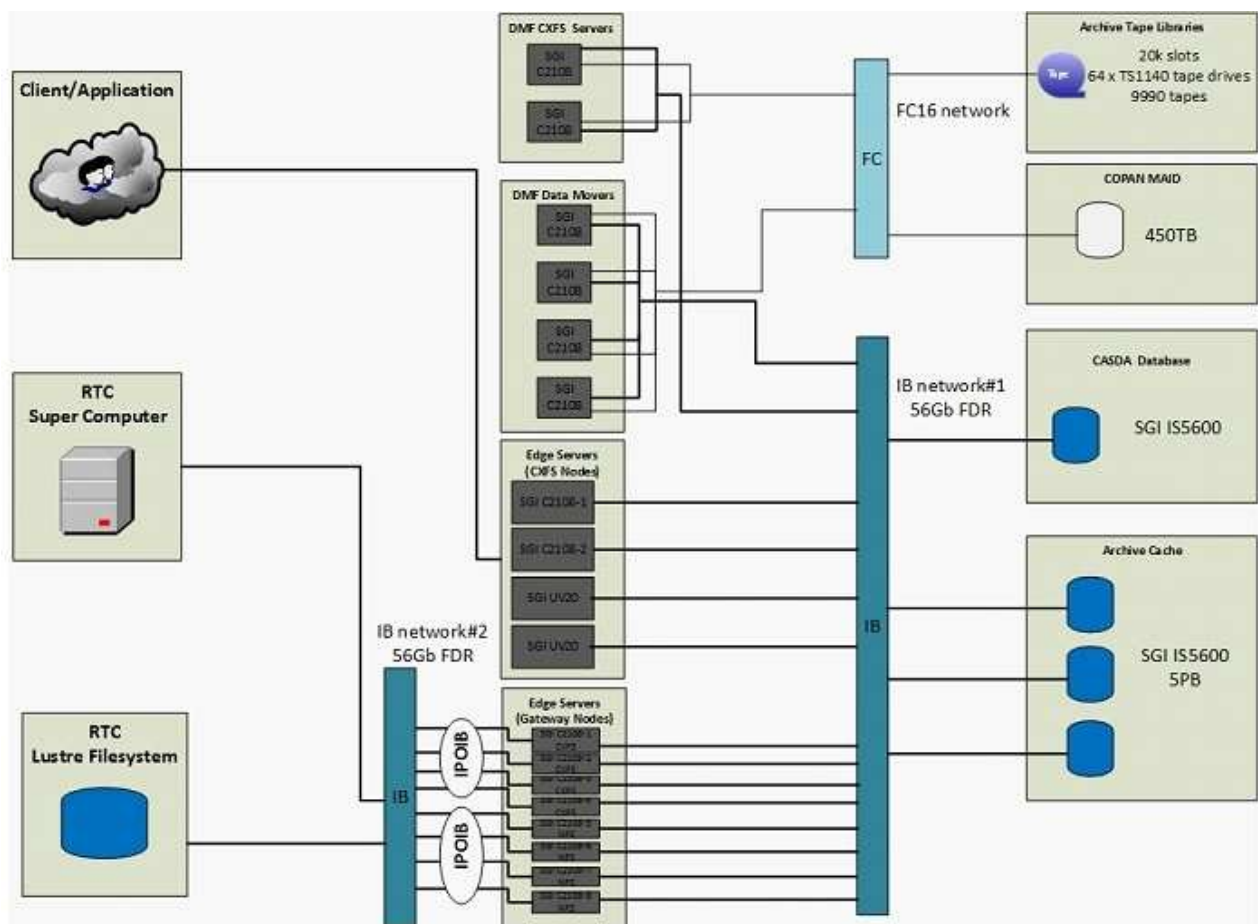 Client/Application
RTC
Super Computer
RTC
Lustre Filesystem
IB network#2
56Gb FDR
IB
IPOIB
IPOIB
DMF CXFS Servers
SGI
C2108
SGI
C2108
DMF Data Movers
SGI
C2108
SGI
C2108
SGI
C2108
SGI
C2108
Edge Servers
(CXFS Nodes)
SGI C2108-1
SGI C2108-2
SGI UV20
SGI UV20
Edge Servers
(Gateway Nodes)
FC
FC16 network
IB
IB network#1
56Gb FDR
Archive Tape Libraries
Tape
20k slots
64 x TS1140 tape drives
9990 tapes
COPAN MAID
450TB
CASDA Database
SGI IS5600
Archive Cache
SGI IS5600
5PB